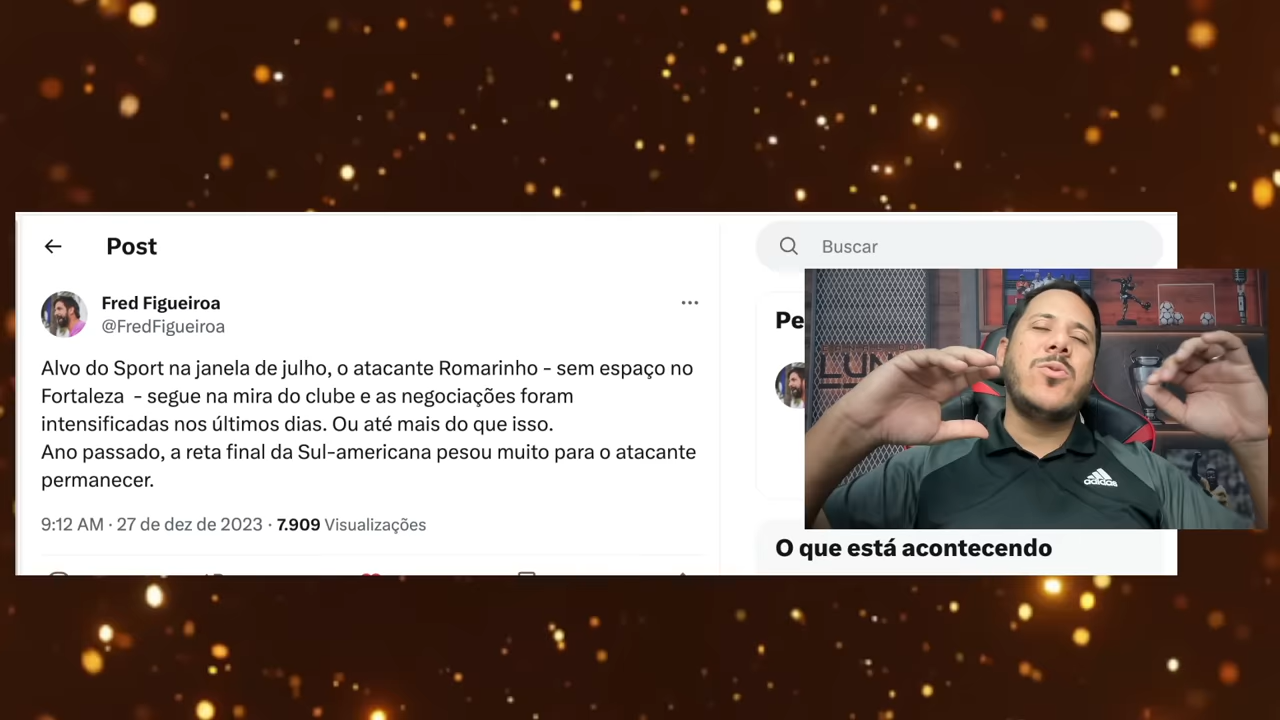 Post
Buscar
Fred Figueiroa
@FredFigueiroa
Alvo do Sport na janela de julho, o atacante Romarinho - sem espaço no
Fortaleza - segue na mira do clube e as negociações foram
intensificadas nos últimos dias. Ou até mais do que isso.
Ano passado, a reta final da Sul-americana pesou muito para o atacante
permanecer.
9:12 AM · 27 de dez de 2023 · 7.909 Visualizações
Pe
adidas
O que está acontecendo